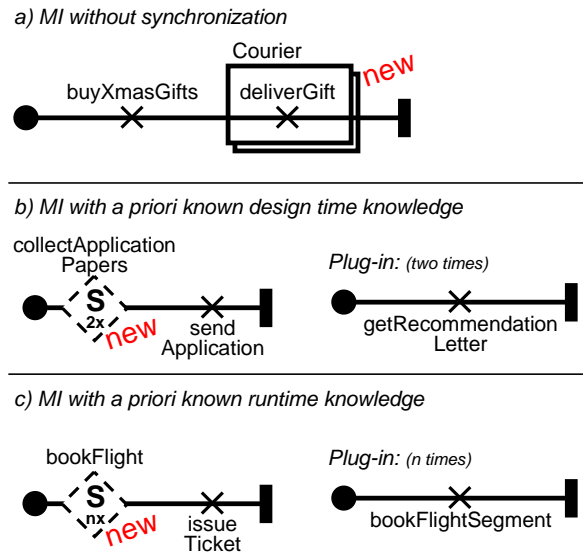 a) MI without synchronization
Courier
new
buyXmasGifts
deliverGift
b) MI with a priori known design time knowledge
collectApplication
Papers
S
2x
new
send
Application
Plug-in: (two times)
getRecommendation
Letter
c) MI with a priori known runtime knowledge
bookFlight
S
nx
new
issue
Ticket
Plug-in: (n times)
bookFlightSegment